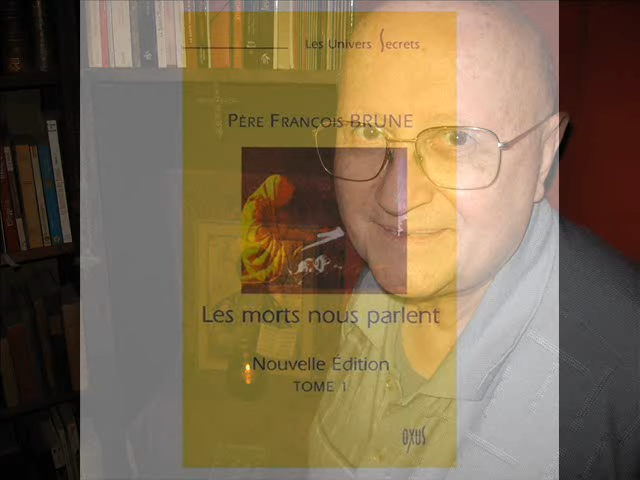 Les Univers Secrets
PÈRE FRANÇOIS BRUNE
Les morts nous parlent
Nouvelle Édition
TOME 1
OXUS